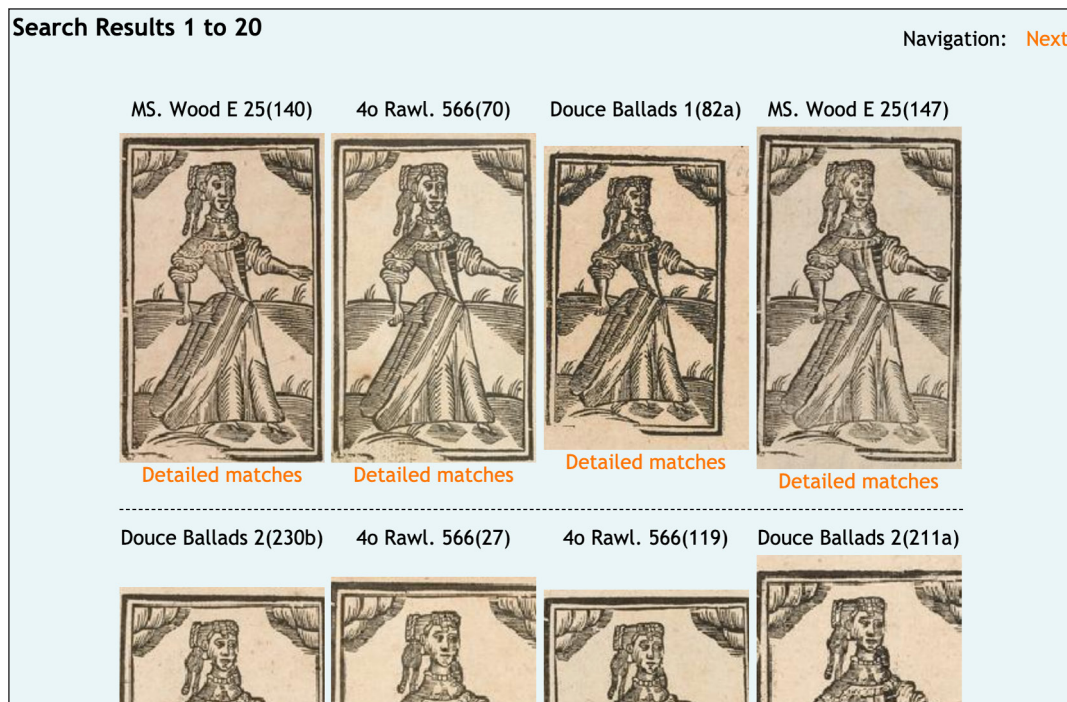 Search Results 1 to 20
Navigation: Next
MS. Wood E 25(140) 4o Rawl. 566(70) Douce Ballads 1(82a) MS. Wood E 25(147)
Detailed matches Detailed matches Detailed matches Detailed matches
Douce Ballads 2(230b) 4o Rawl. 566(27) 4o Rawl. 566(119) Douce Ballads 2(211a)